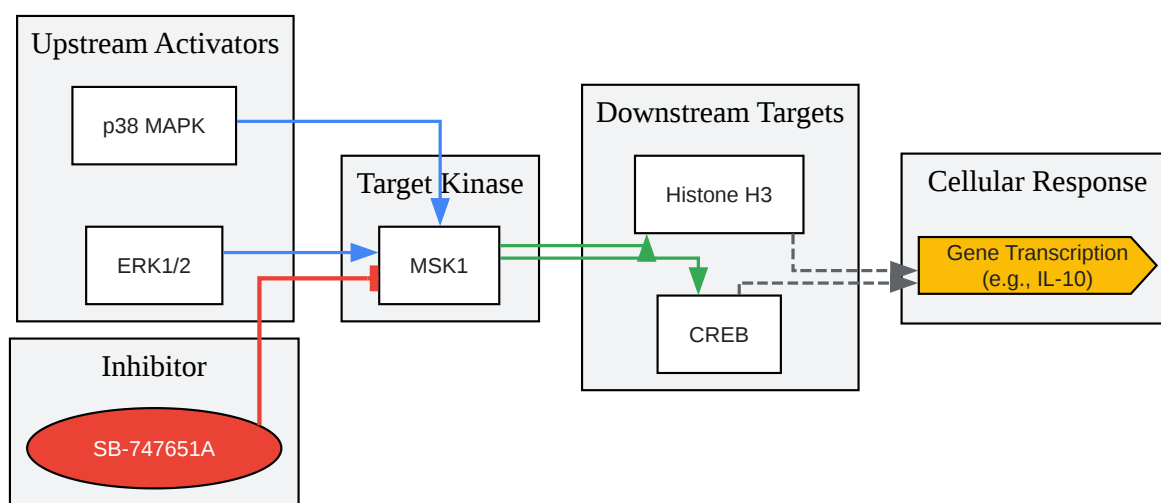 Upstream Activators
p38 MAPK
ERK1/2
Inhibitor
SB-747651A
Target Kinase
MSK1
Downstream Targets
Histone H3
CREB
Cellular Response
Gene Transcription
(e.g., IL-10)